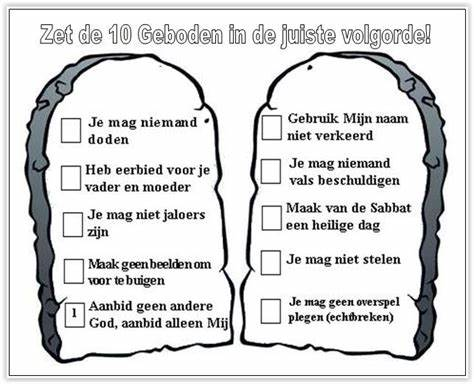 Zet de 10 Geboden in de juiste volgorde!
Je mag niemand
doden
Heb eerbied voor je
vader en moeder
Je mag niet jaloers
zijn
Maak geen beelden om
voor te buigen
1
Aanbid geen andere
God, aanbid alleen Mij
Gebruik Mijn naam
niet verkeerd
Je mag niemand
vals beschuldigen
Maak van de Sabbat
een heilige dag
Je mag niet stelen
Je mag geen overspel
plegen (echtbreken)